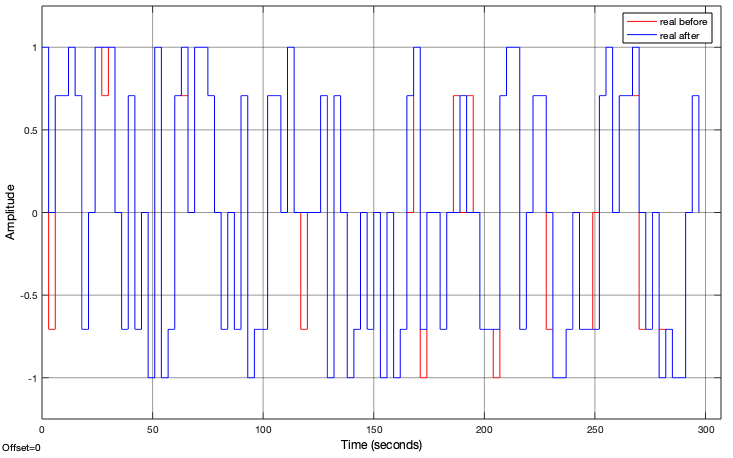 real before
real after
1
0.5
0
-0.5
-1
Amplitude
0 50 100 150 200 250 300
Time (seconds)
Offset=0